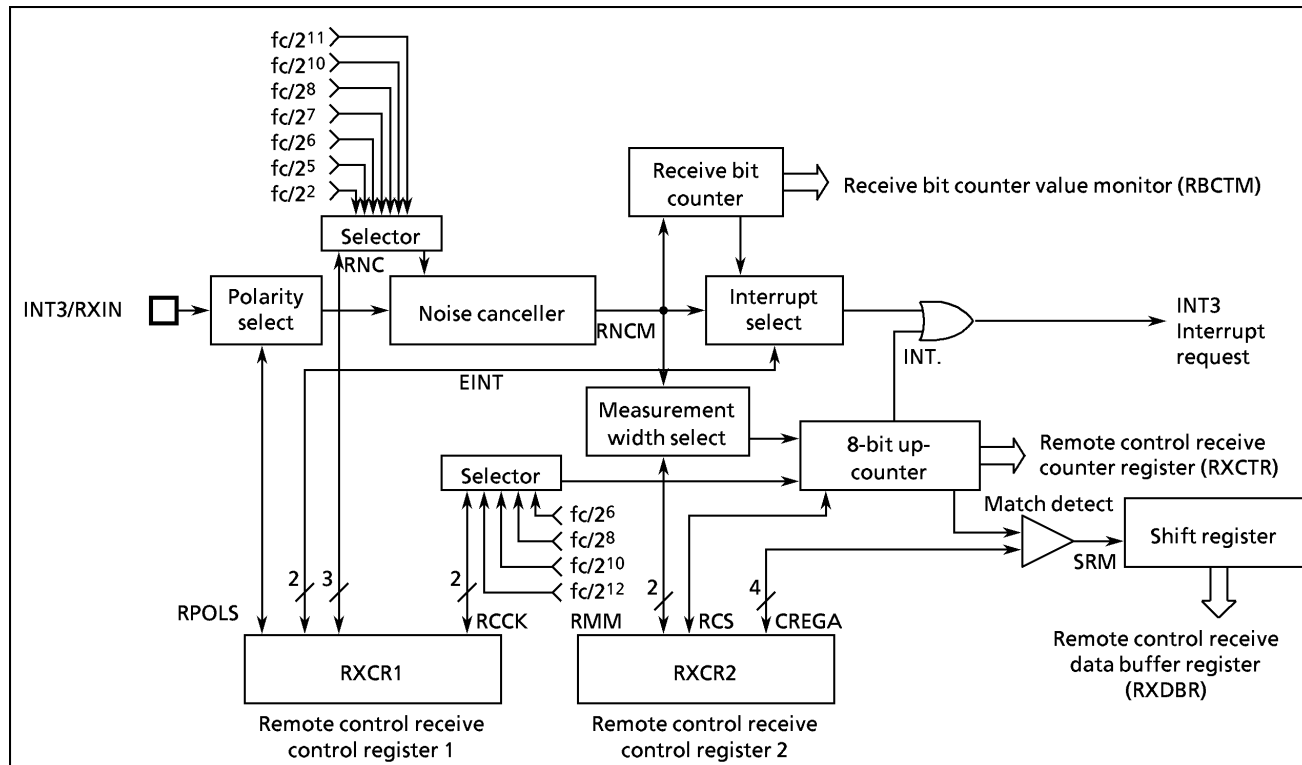 fc/2¹¹
fc/2¹⁰
fc/2⁸
fc/2⁷
fc/2⁶
fc/2⁵
fc/2²
Selector
RNC
Receive bit
counter
Receive bit counter value monitor (RBCTM)
INT3/RXIN
Polarity
select
Noise canceller
RNCM
Interrupt
select
INT.
INT3
Interrupt
request
EINT
Measurement
width select
8-bit up-
counter
Remote control receive
counter register (RXCTR)
Selector
fc/2⁶
fc/2⁸
fc/2¹⁰
fc/2¹²
Match detect
SRM
Shift register
Remote control receive
data buffer register
(RXDBR)
2
3
2
2
4
RPOLS
RCCK
RMM
RCS
CREGA
RXCR1
RXCR2
Remote control receive
control register 1
Remote control receive
control register 2